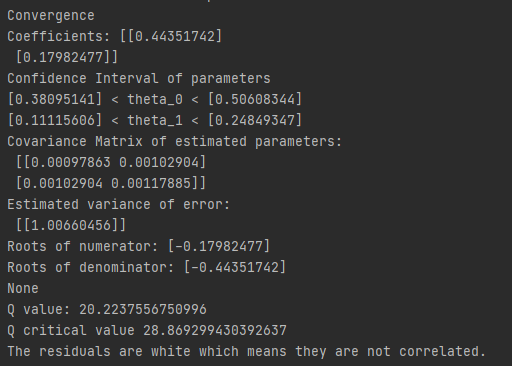 Convergence
Coefficients: [[0.44351742]
 [0.17982477]]
Confidence Interval of parameters
[0.38095141] < theta_0 < [0.50608344]
[0.11115606] < theta_1 < [0.24849347]
Covariance Matrix of estimated parameters:
 [[0.00097863 0.00102904]
 [0.00102904 0.00117885]]
Estimated variance of error:
 [[1.00660456]]
Roots of numerator: [-0.17982477]
Roots of denominator: [-0.44351742]
None
Q value: 20.2237556750996
Q critical value 28.869299430392637
The residuals are white which means they are not correlated.